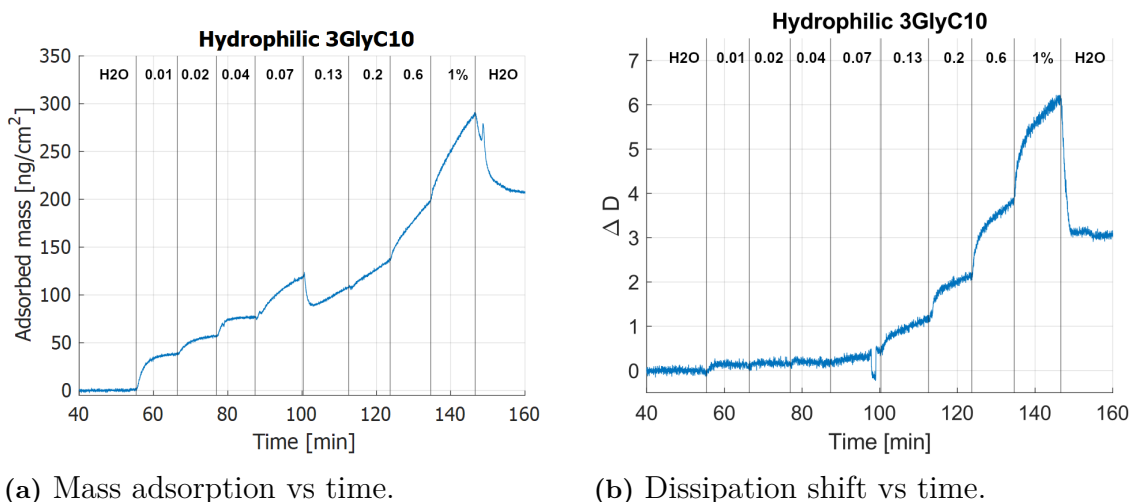 Hydrophilic 3GlyC10
H2O 0.01 0.02 0.04 0.07 0.13 0.2 0.6 1% H2O
350
300
250
200
150
100
50
0
Adsorbed mass [ng/cm²]
40 60 80 100 120 140 160
Time [min]
(a) Mass adsorption vs time.
Hydrophilic 3GlyC10
H2O 0.01 0.02 0.04 0.07 0.13 0.2 0.6 1% H2O
7
6
5
4
3
2
1
0
Δ D
40 60 80 100 120 140 160
Time [min]
(b) Dissipation shift vs time.